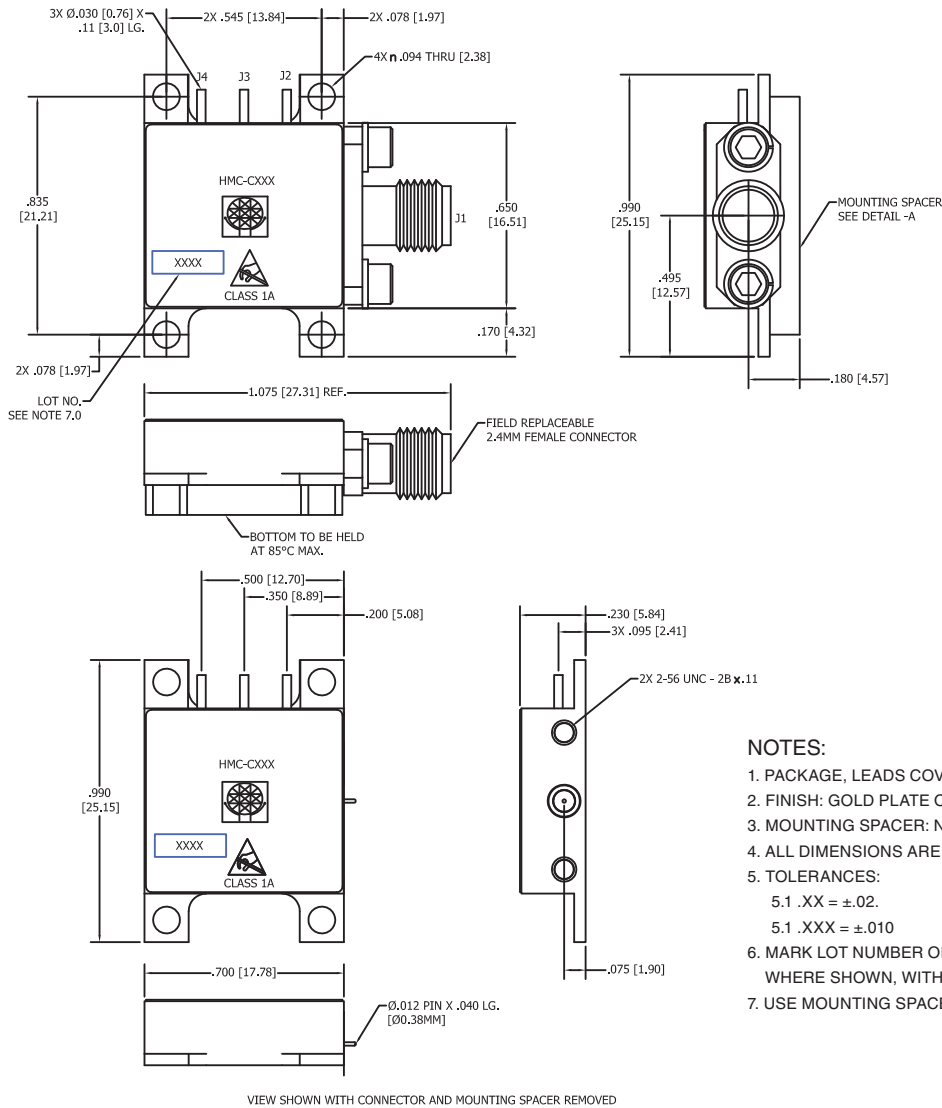 3X Ø.030 [0.76] X
.11 [3.0] LG.
2X .545 [13.84]
2X .078 [1.97]
4X n .094 THRU [2.38]
J4
J3
J2
HMC-CXXX
XXXX
CLASS 1A
J1
.835
[21.21]
.650
[16.51]
.170 [4.32]
2X .078 [1.97]
LOT NO.
SEE NOTE 7.0
.990
[25.15]
.495
[12.57]
MOUNTING SPACER
SEE DETAIL -A
.180 [4.57]
1.075 [27.31] REF.
FIELD REPLACEABLE
2.4MM FEMALE CONNECTOR
BOTTOM TO BE HELD
AT 85°C MAX.
.500 [12.70]
.350 [8.89]
.200 [5.08]
.230 [5.84]
3X .095 [2.41]
2X 2-56 UNC - 2B x .11
HMC-CXXX
XXXX
CLASS 1A
.990
[25.15]
.075 [1.90]
.700 [17.78]
Ø.012 PIN X .040 LG.
[Ø0.38MM]
VIEW SHOWN WITH CONNECTOR AND MOUNTING SPACER REMOVED
NOTES:
1. PACKAGE, LEADS COV
2. FINISH: GOLD PLATE
3. MOUNTING SPACER:
4. ALL DIMENSIONS ARE
5. TOLERANCES:
5.1 .XX = ±.02.
5.1 .XXX = ±.010
6. MARK LOT NUMBER
WHERE SHOWN, WITH
7. USE MOUNTING SPACE